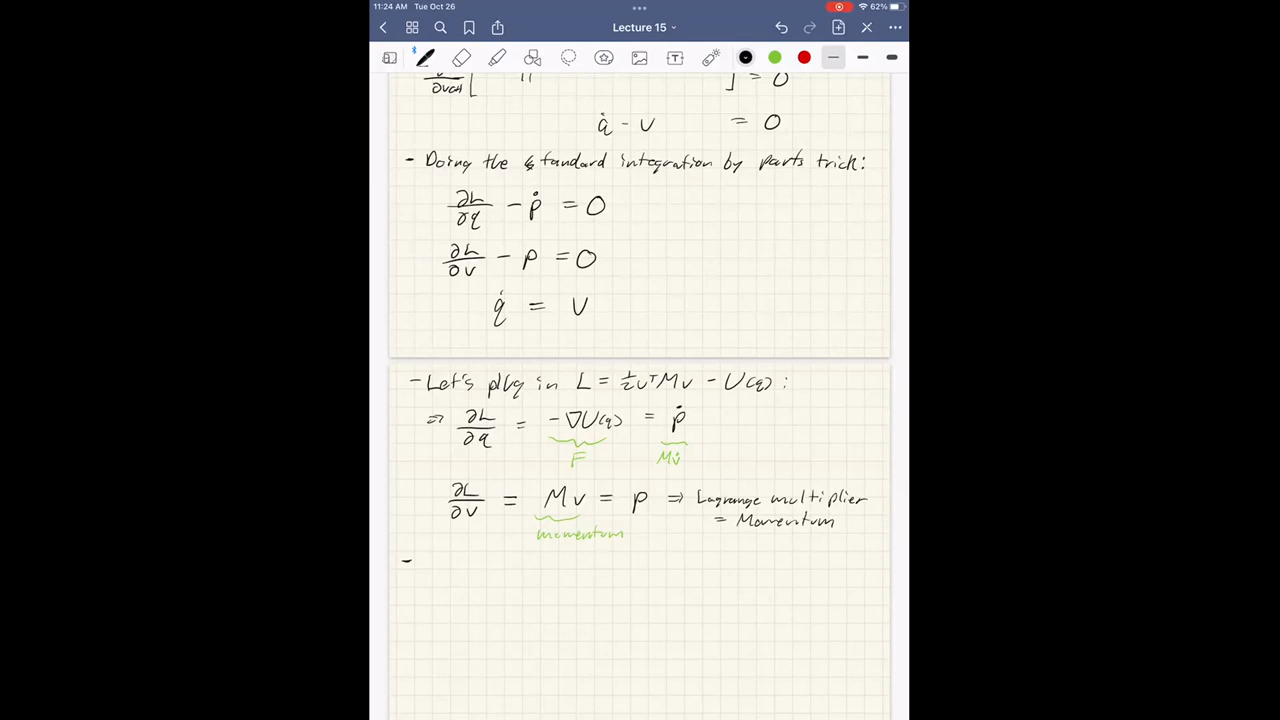 11:24 AM Tue Oct 26 62%
Lecture 15
∂v(t) [ ] = 0
q̇ - v = 0
- Doing the standard integration by parts trick:
∂L/∂q - ṗ = 0
∂L/∂v - p = 0
q̇ = v
- Let's plug in L = ½vᵀMv - U(q) :
⇒ ∂L/∂q = -∇U(q) = ṗ
F Mv̇
∂L/∂v = Mv = p ⇒ Lagrange multiplier
= Momentum
momentum
-